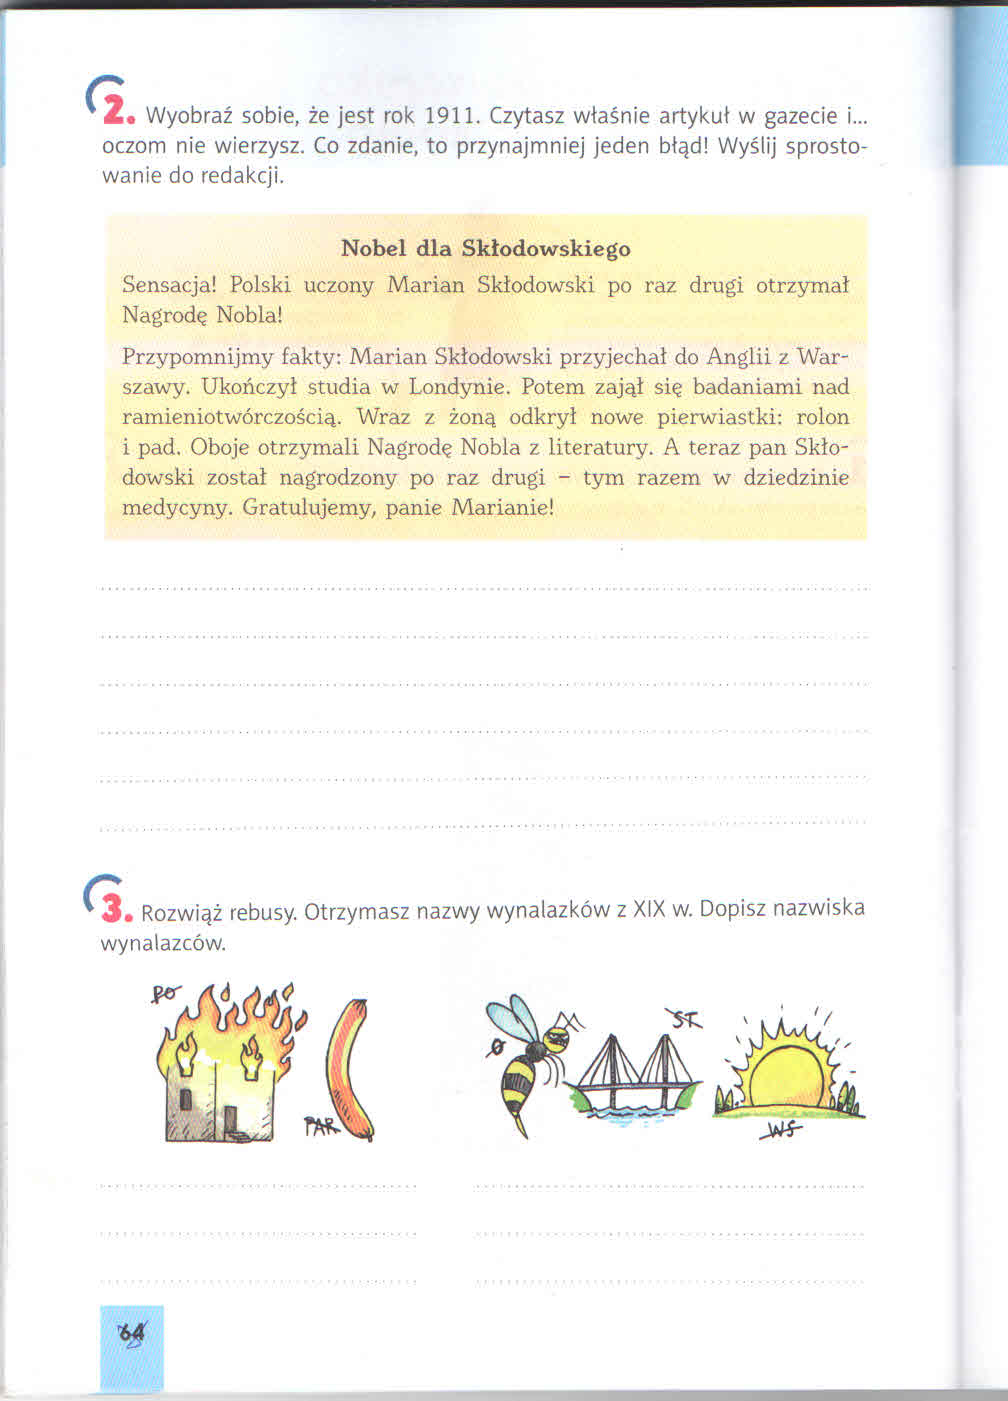 2. Wyobraź sobie, że jest rok 1911. Czytasz właśnie artykuł w gazecie i...
oczom nie wierzysz. Co zdanie, to przynajmniej jeden błąd! Wyślij sprosto-
wanie do redakcji.
Nobel dla Skłodowskiego
Sensacja! Polski uczony Marian Skłodowski po raz drugi otrzymał
Nagrodę Nobla!
Przypomnijmy fakty: Marian Skłodowski przyjechał do Anglii z War-
szawy. Ukończył studia w Londynie. Potem zajął się badaniami nad
ramieniotwórczością. Wraz z żoną odkrył nowe pierwiastki: rolon
i pad. Oboje otrzymali Nagrodę Nobla z literatury. A teraz pan Skło-
dowski został nagrodzony po raz drugi – tym razem w dziedzinie
medycyny. Gratulujemy, panie Marianie!
3. Rozwiąż rebusy. Otrzymasz nazwy wynalazków z XIX w. Dopisz nazwiska
wynalazców.
PO
PAR
O
ST
WS
64